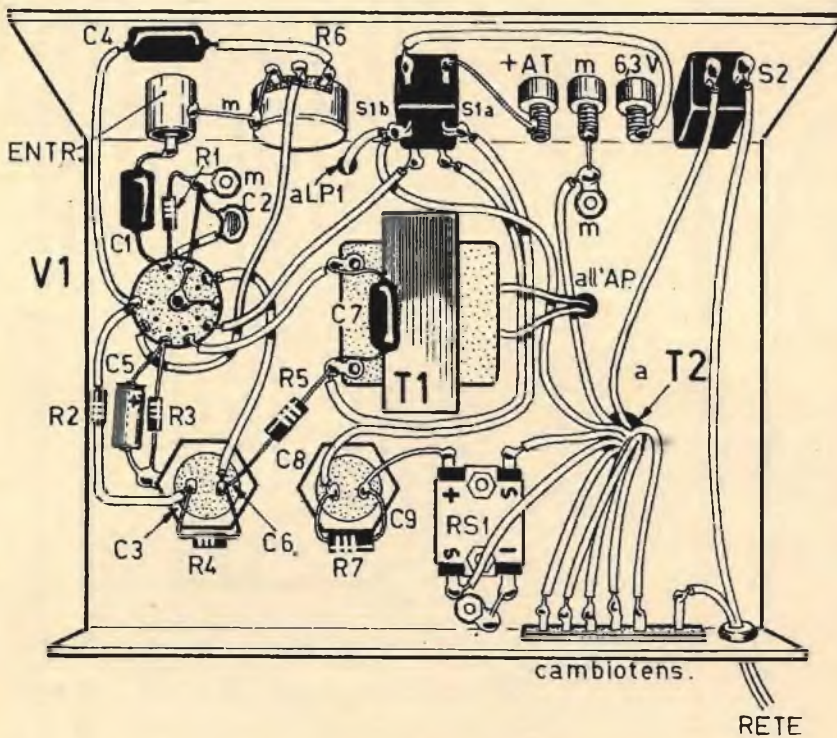 C4
R6
+AT
m
6,3V
S2
m
S1b
S1a
ENTR.
R1
m
aLP1
C2
C1
m
V1
all'AP.
C7
C5
R5
T1
a T2
R2
R3
C8
+
S
C9
RS1
C3
C6
R4
R7
S
-
cambiotens.
RETE